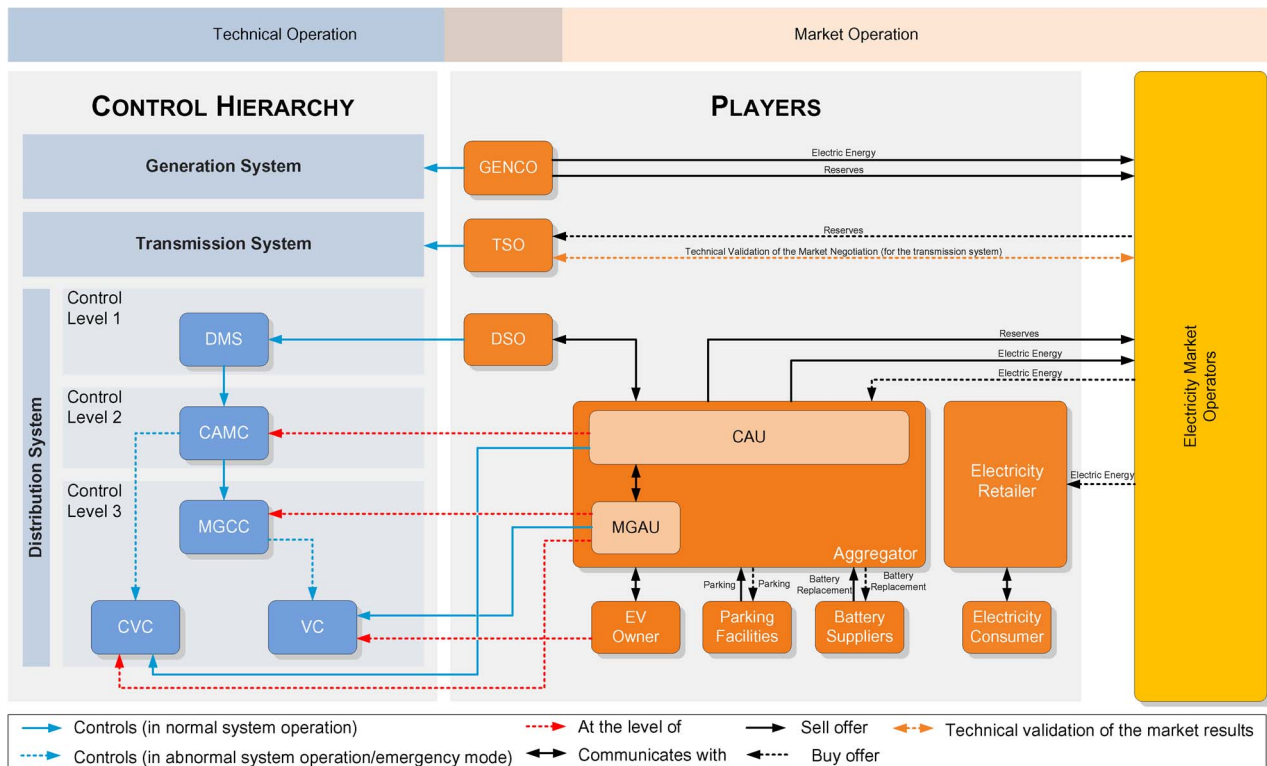 Technical Operation
Market Operation
CONTROL HIERARCHY
PLAYERS
Generation System
GENCO
Electric Energy
Reserves
Transmission System
TSO
Reserves
Technical Validation of the Market Negotiation (for the transmission system)
Distribution System
Control
Level 1
DMS
DSO
Reserves
Electric Energy
Electric Energy
Control
Level 2
CAMC
CAU
Electricity
Retailer
Electric Energy
Electricity Market
Operators
Control
Level 3
MGCC
MGAU
Aggregator
Parking
Parking
Battery
Replacement
Battery
Replacement
CVC
VC
EV
Owner
Parking
Facilities
Battery
Suppliers
Electricity
Consumer
Controls (in normal system operation)
At the level of
Sell offer
Technical validation of the market results
Controls (in abnormal system operation/emergency mode)
Communicates with
Buy offer